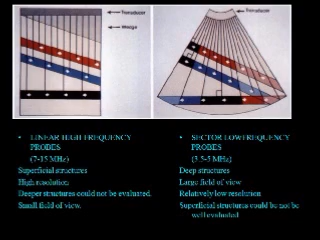 Transducer
Image
Transducer
• LINEAR HIGH FREQUENCY
PROBES
(7-15 MHz)
Superficial structures
High resolution
Deeper structures could not be evaluated.
Small field of view.
• SECTOR LOW FREQUENCY
PROBES
(3.5-5 MHz)
Deep structures
Large field of view
Relatively low resolution
Superficial structures could be not be
well evaluated